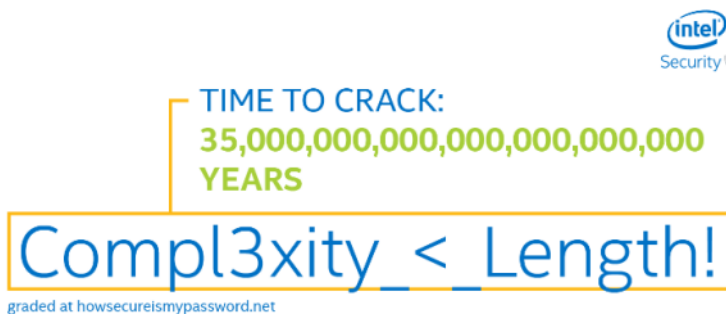 intel
Security
TIME TO CRACK:
35,000,000,000,000,000,000,000
YEARS
Compl3xity_<_Length!
graded at howsecureismypassword.net